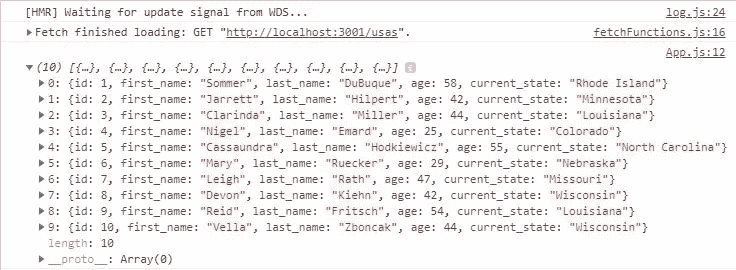 [HMR] Waiting for update signal from WDS... log.js:24
▶Fetch finished loading: GET "http://localhost:3001/usas". fetchFunctions.js:16
App.js:12
▼(10) [{…}, {…}, {…}, {…}, {…}, {…}, {…}, {…}, {…}, {…}] i
▶0: {id: 1, first_name: "Sommer", last_name: "DuBuque", age: 58, current_state: "Rhode Island"}
▶1: {id: 2, first_name: "Jarrett", last_name: "Hilpert", age: 42, current_state: "Minnesota"}
▶2: {id: 3, first_name: "Clarinda", last_name: "Miller", age: 44, current_state: "Louisiana"}
▶3: {id: 4, first_name: "Nigel", last_name: "Emard", age: 25, current_state: "Colorado"}
▶4: {id: 5, first_name: "Cassaundra", last_name: "Hodkiewicz", age: 55, current_state: "North Carolina"}
▶5: {id: 6, first_name: "Mary", last_name: "Ruecker", age: 29, current_state: "Nebraska"}
▶6: {id: 7, first_name: "Leigh", last_name: "Rath", age: 47, current_state: "Missouri"}
▶7: {id: 8, first_name: "Devon", last_name: "Kiehn", age: 42, current_state: "Wisconsin"}
▶8: {id: 9, first_name: "Reid", last_name: "Fritsch", age: 54, current_state: "Louisiana"}
▶9: {id: 10, first_name: "Vella", last_name: "Zboncak", age: 44, current_state: "Wisconsin"}
length: 10
▶__proto__: Array(0)